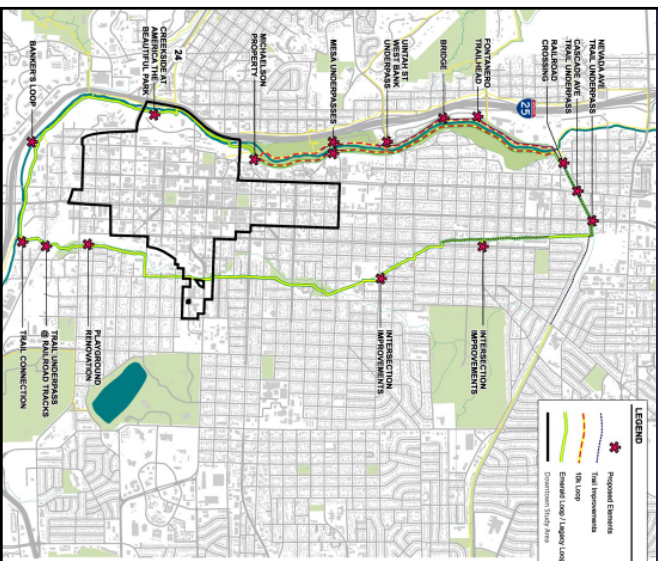 NEVADA AVE
TRAIL UNDERPASS
CASCADE AVE
TRAIL UNDERPASS
RAILROAD
CROSSING
25
FONTANERO
TRAILHEAD
BRIDGE
UINTAH ST
WEST BANK
UNDERPASS
MESA UNDERPASSES
MICHAELSON
PROPERTY
24
CREEKSIDE AT
AMERICA THE
BEAUTIFUL PARK
BANKER'S LOOP
INTERSECTION
IMPROVEMENTS
INTERSECTION
IMPROVEMENTS
PLAYGROUND
RENOVATION
TRAIL UNDERPASS
@ RAILROAD TRACKS
TRAIL CONNECTION
LEGEND
Proposed Elements
Trail Improvements
10k Loop
Emerald Loop / Legacy Loop
Downtown Study Area